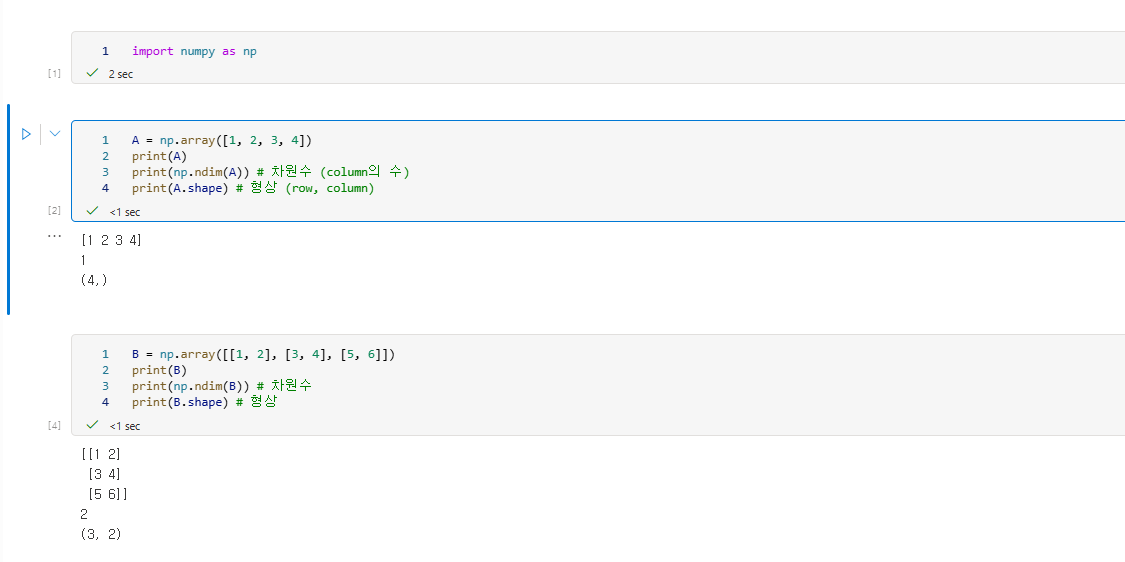 1 import numpy as np
[1] 2 sec
1 A = np.array([1, 2, 3, 4])
2 print(A)
3 print(np.ndim(A)) # 차원수 (column의 수)
4 print(A.shape) # 형상 (row, column)
[2] <1 sec
...
[1 2 3 4]
1
(4,)
1 B = np.array([[1, 2], [3, 4], [5, 6]])
2 print(B)
3 print(np.ndim(B)) # 차원수
4 print(B.shape) # 형상
[4] <1 sec
[[1 2]
 [3 4]
 [5 6]]
2
(3, 2)